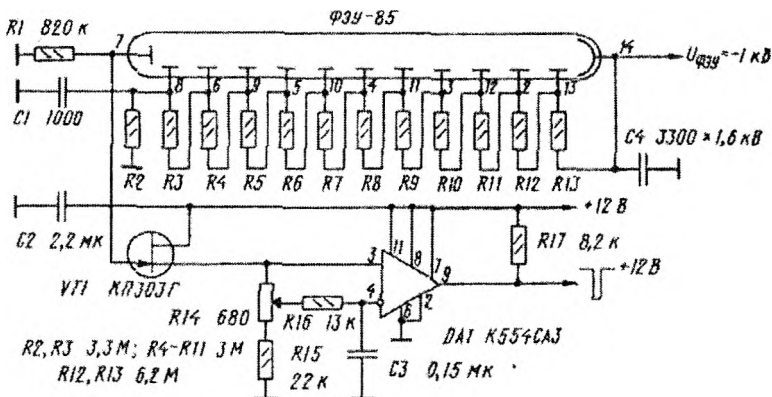 ФЭУ-85
R1 820 к
7
14
UФЭУ=-1 кВ
8 6 9 5 10 4 11 3 12 2 13
C1 1000
R2 R3 R4 R5 R6 R7 R8 R9 R10 R11 R12 R13
C4 3300 × 1,6 кВ
+12 В
C2 2,2 мк
11 8 7
R17 8,2 к
3
9
+12 В
VT1 КП303Г
4
6 2
R14 680
R16 13 к
DA1 К554СА3
R2, R3 3,3 М; R4-R11 3 М
R15
C3 0,15 мк
R12, R13 6,2 М
22 к